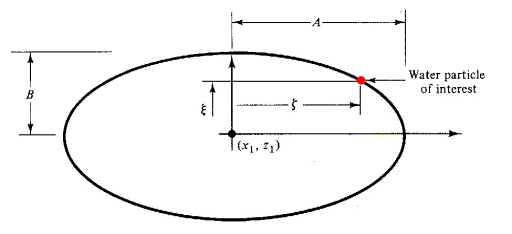 A
B
Water particle
of interest
ξ
ζ
(x₁, z₁)